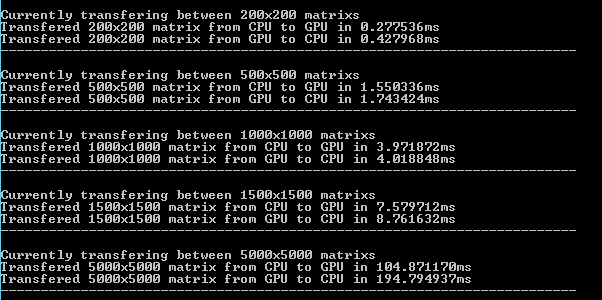 Currently transfering between 200x200 matrixs
Transfered 200x200 matrix from CPU to GPU in 0.277536ms
Transfered 200x200 matrix from GPU to CPU in 0.427968ms
------------------------------------------------------------------------
Currently transfering between 500x500 matrixs
Transfered 500x500 matrix from CPU to GPU in 1.550336ms
Transfered 500x500 matrix from GPU to CPU in 1.743424ms
------------------------------------------------------------------------
Currently transfering between 1000x1000 matrixs
Transfered 1000x1000 matrix from CPU to GPU in 3.971872ms
Transfered 1000x1000 matrix from GPU to CPU in 4.018848ms
------------------------------------------------------------------------
Currently transfering between 1500x1500 matrixs
Transfered 1500x1500 matrix from CPU to GPU in 7.579712ms
Transfered 1500x1500 matrix from GPU to CPU in 8.761632ms
------------------------------------------------------------------------
Currently transfering between 5000x5000 matrixs
Transfered 5000x5000 matrix from CPU to GPU in 104.871170ms
Transfered 5000x5000 matrix from GPU to CPU in 194.794937ms
------------------------------------------------------------------------